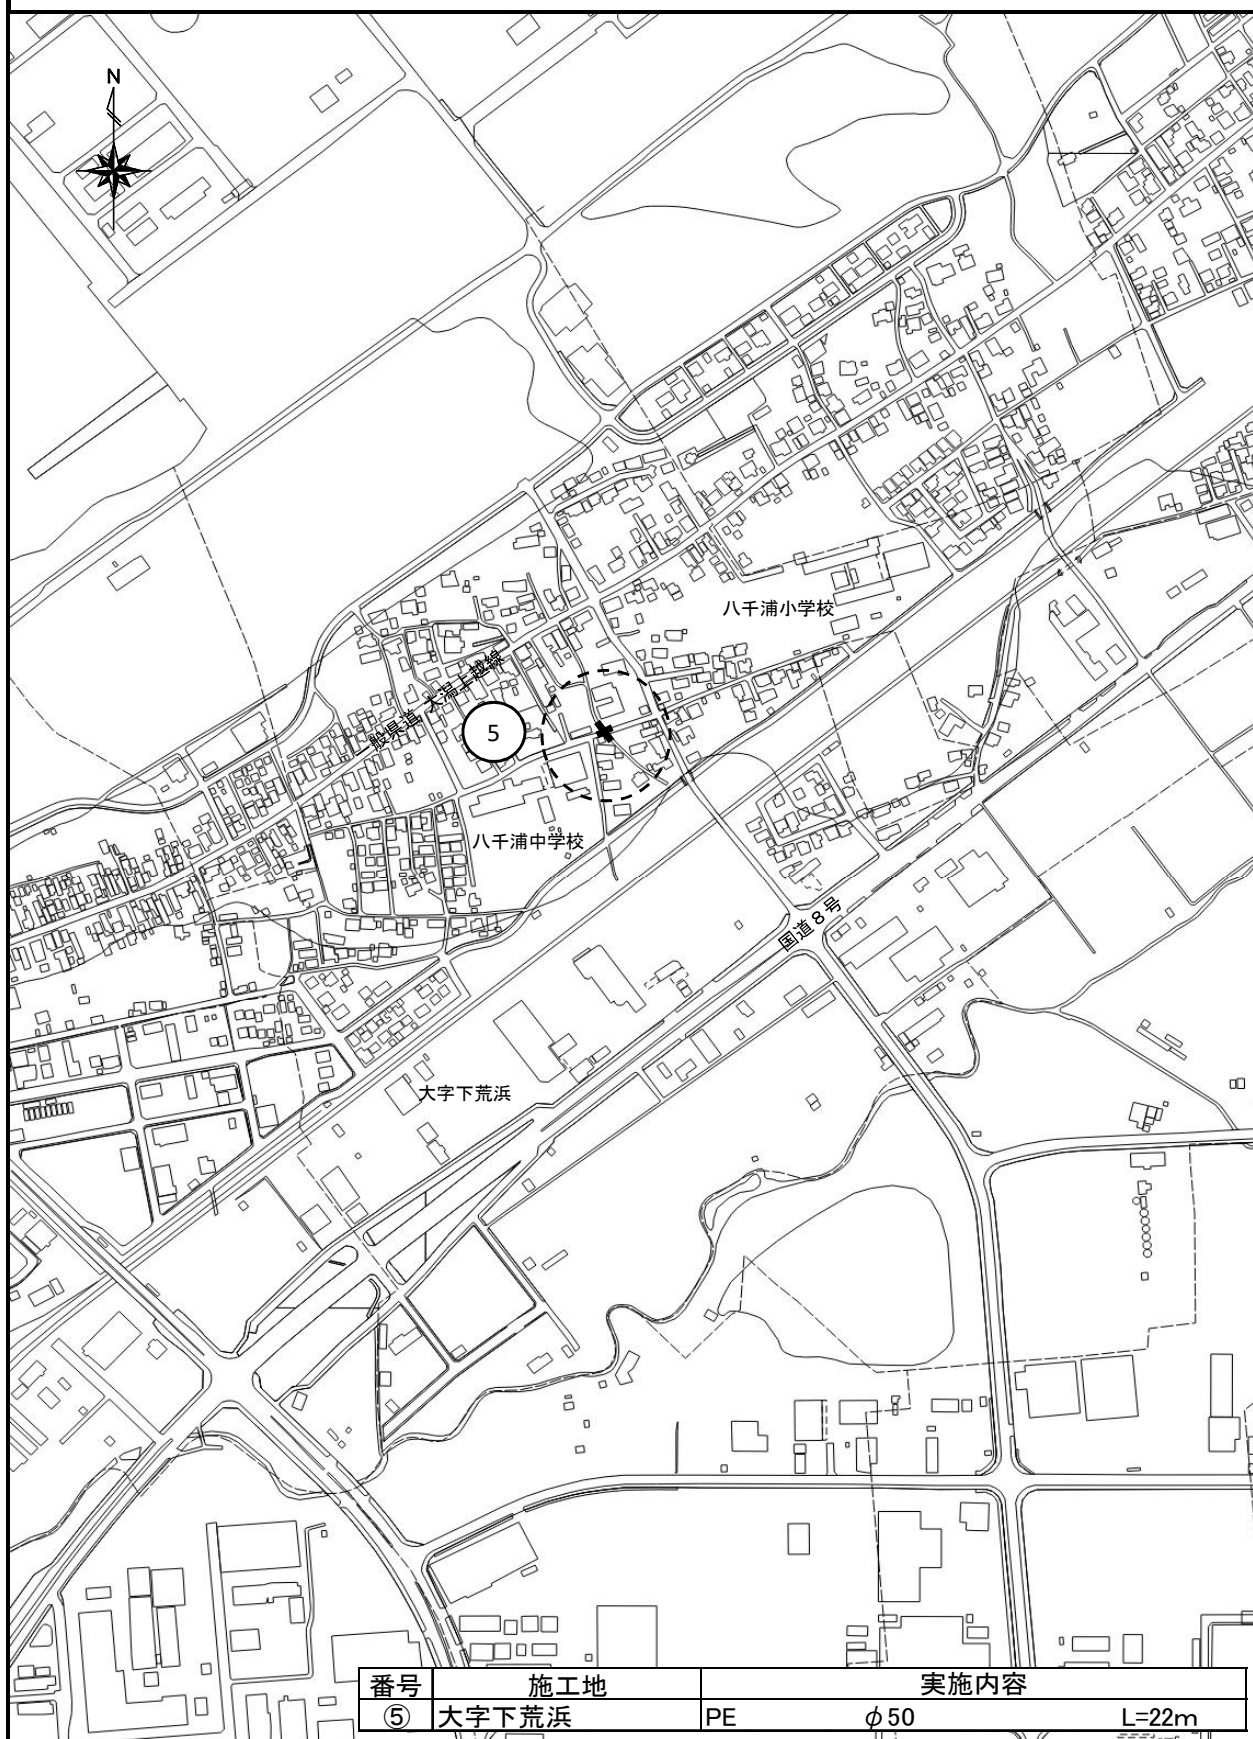 N
八千浦小学校
一般県道 大潟上越線
5
八千浦中学校
国道8号
大字下荒浜
番号 施工地 実施内容
⑤ 大字下荒浜 PE φ50 L=22m